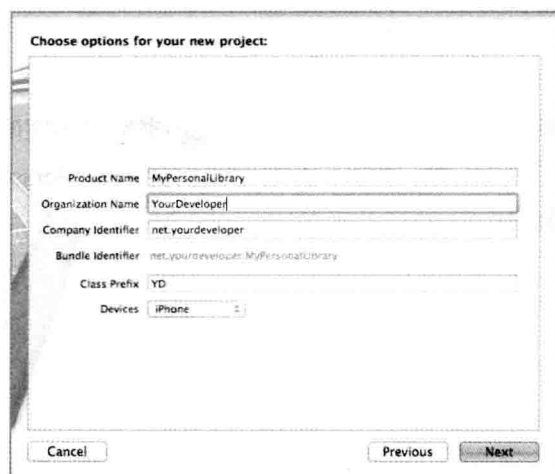 Choose options for your new project:
Product Name MyPersonalLibrary
Organization Name YourDeveloper
Company Identifier net.yourdeveloper
Bundle Identifier net.yourdeveloper.MyPersonalLibrary
Class Prefix YD
Devices iPhone
Cancel Previous Next